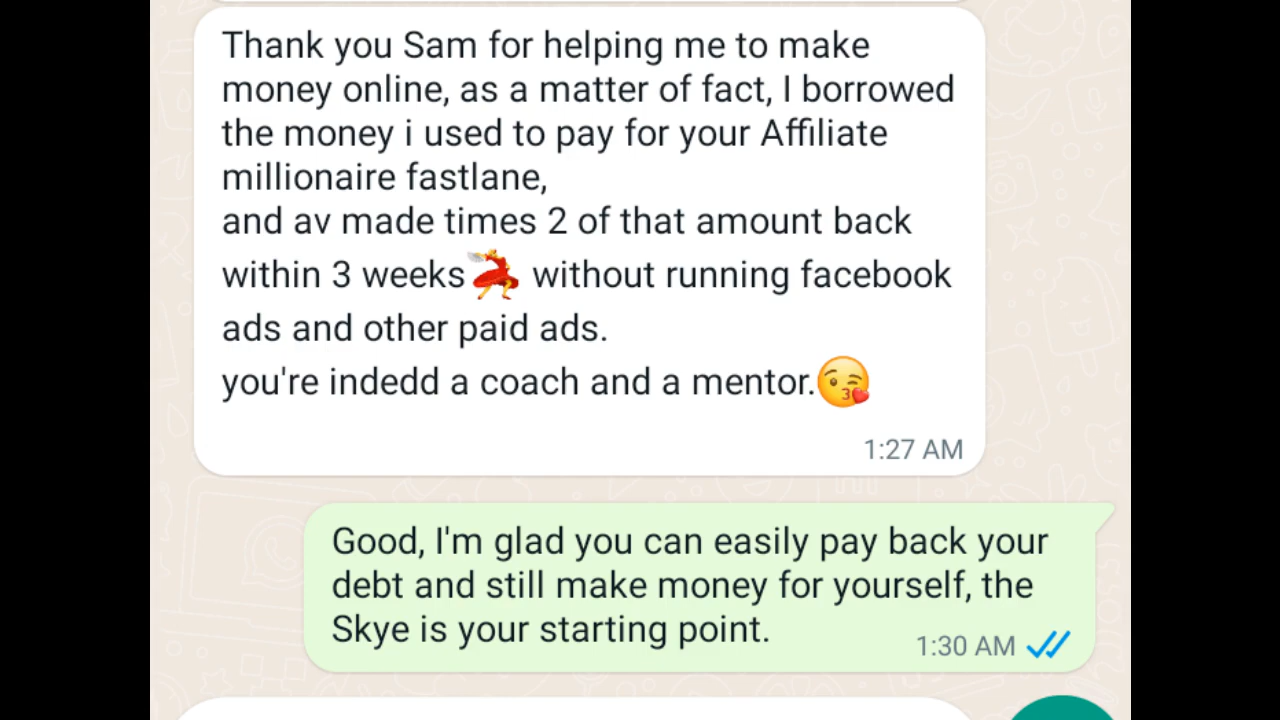 Thank you Sam for helping me to make
money online, as a matter of fact, I borrowed
the money i used to pay for your Affiliate
millionaire fastlane,
and av made times 2 of that amount back
within 3 weeks💃 without running facebook
ads and other paid ads.
you're indedd a coach and a mentor.😘
1:27 AM
Good, I'm glad you can easily pay back your
debt and still make money for yourself, the
Skye is your starting point.
1:30 AM